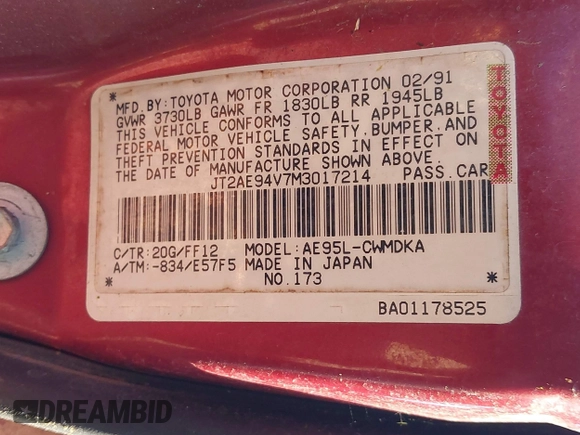 MFD.BY:TOYOTA MOTOR CORPORATION 02/91
GVWR 3730LB GAWR FR 1830LB RR 1945LB
THIS VEHICLE CONFORMS TO ALL APPLICABLE
FEDERAL MOTOR VEHICLE SAFETY,BUMPER,AND
THEFT PREVENTION STANDARDS IN EFFECT ON
THE DATE OF MANUFACTURE SHOWN ABOVE.
* JT2AE94V7M3017214 PASS.CAR
TOYOTA
C/TR:20G/FF12 MODEL:AE95L-CWMDKA
A/TM:-834/E57F5 MADE IN JAPAN
* NO.173 *
BA01178525
DREAMBID